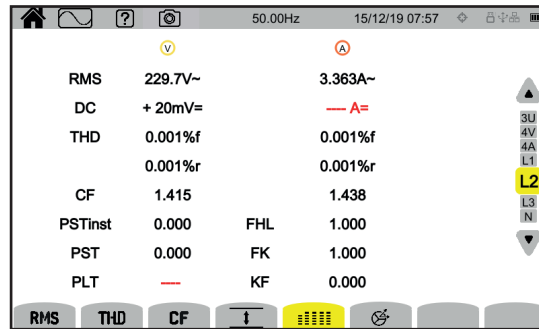 ? 50.00Hz 15/12/19 07:57
V A
RMS 229.7V~ 3.363A~
DC + 20mV= ---- A=
THD 0.001%f 0.001%f
0.001%r 0.001%r
CF 1.415 1.438
PSTinst 0.000 FHL 1.000
PST 0.000 FK 1.000
PLT ---- KF 0.000
3U
4V
4A
L1
L2
L3
N
RMS THD CF